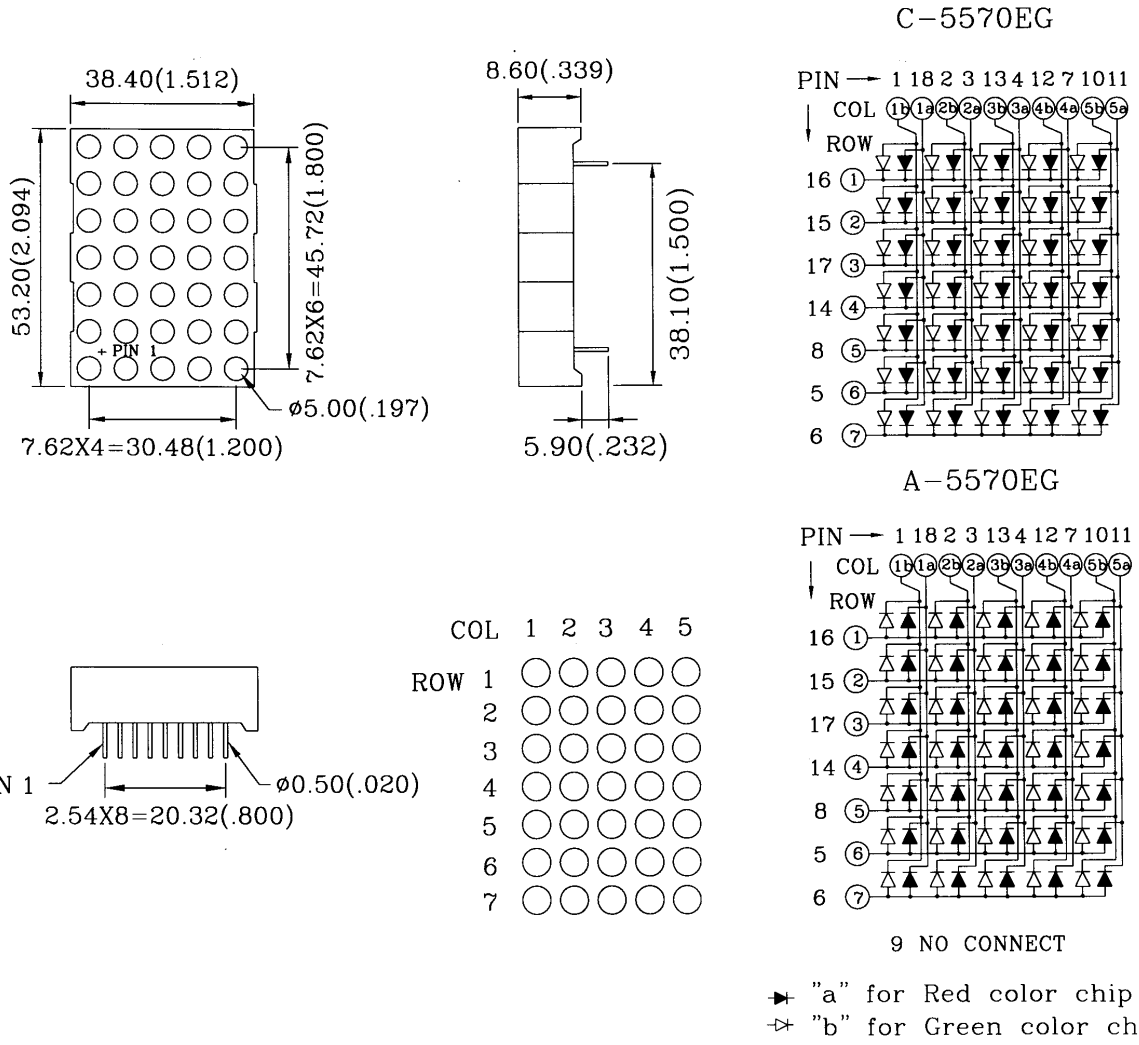 C-5570EG
38.40(1.512)
53.20(2.094)
7.62X6=45.72(1.800)
+ PIN 1
ø5.00(.197)
7.62X4=30.48(1.200)
8.60(.339)
38.10(1.500)
5.90(.232)
PIN 1 18 2 3 13 4 12 7 10 11
COL 1b 1a 2b 2a 3b 3a 4b 4a 5b 5a
ROW
16 1
15 2
17 3
14 4
8 5
5 6
6 7
A-5570EG
PIN 1 18 2 3 13 4 12 7 10 11
COL 1b 1a 2b 2a 3b 3a 4b 4a 5b 5a
ROW
16 1
15 2
17 3
14 4
8 5
5 6
6 7
9 NO CONNECT
"a" for Red color chip
"b" for Green color ch
N 1
ø0.50(.020)
2.54X8=20.32(.800)
COL 1 2 3 4 5
ROW 1
2
3
4
5
6
7